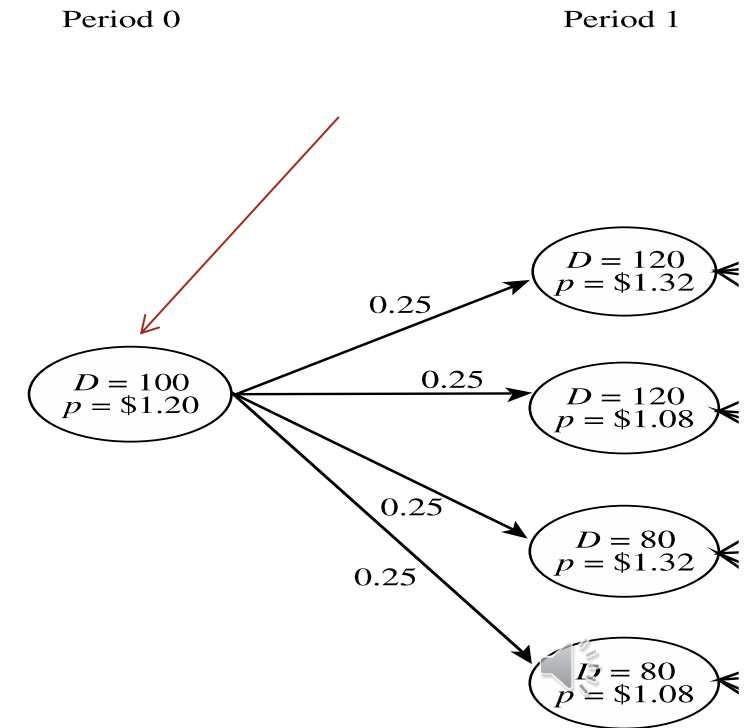 Period 0
Period 1
D = 120
p = $1.32
0.25
0.25
D = 100
p = $1.20
D = 120
p = $1.08
0.25
D = 80
p = $1.32
0.25
D = 80
p = $1.08